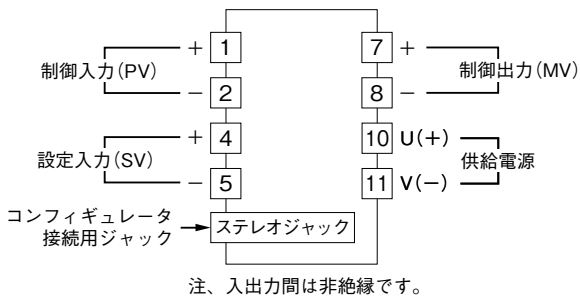 制御入力(PV)
+ 1
− 2
設定入力(SV)
+ 4
− 5
7 +
8 −
制御出力(MV)
10 U(+)
11 V(−)
供給電源
コンフィギュレータ
接続用ジャック
ステレオジャック
注、入出力間は非絶縁です。